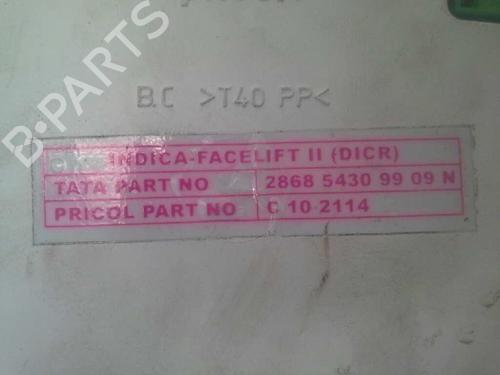 B-PARTS
B.C >T40 PP<
INDICA-FACELIFT II (DICR)
TATA PART NO 2868 5430 99 09 N
PRICOL PART NO C 10 2114